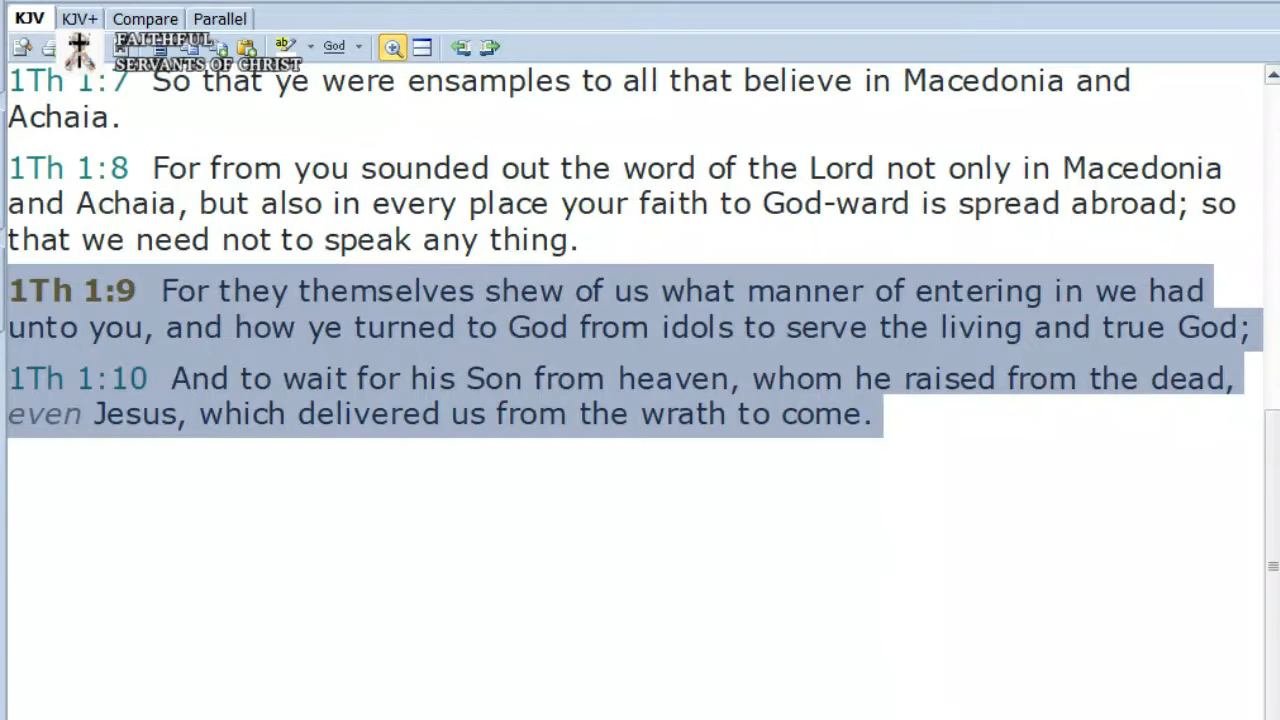 KJV KJV+ Compare Parallel
FAITHFUL
SERVANTS OF CHRIST
God
1Th 1:7 So that ye were ensamples to all that believe in Macedonia and
Achaia.
1Th 1:8 For from you sounded out the word of the Lord not only in Macedonia
and Achaia, but also in every place your faith to God-ward is spread abroad; so
that we need not to speak any thing.
1Th 1:9 For they themselves shew of us what manner of entering in we had
unto you, and how ye turned to God from idols to serve the living and true God;
1Th 1:10 And to wait for his Son from heaven, whom he raised from the dead,
even Jesus, which delivered us from the wrath to come.